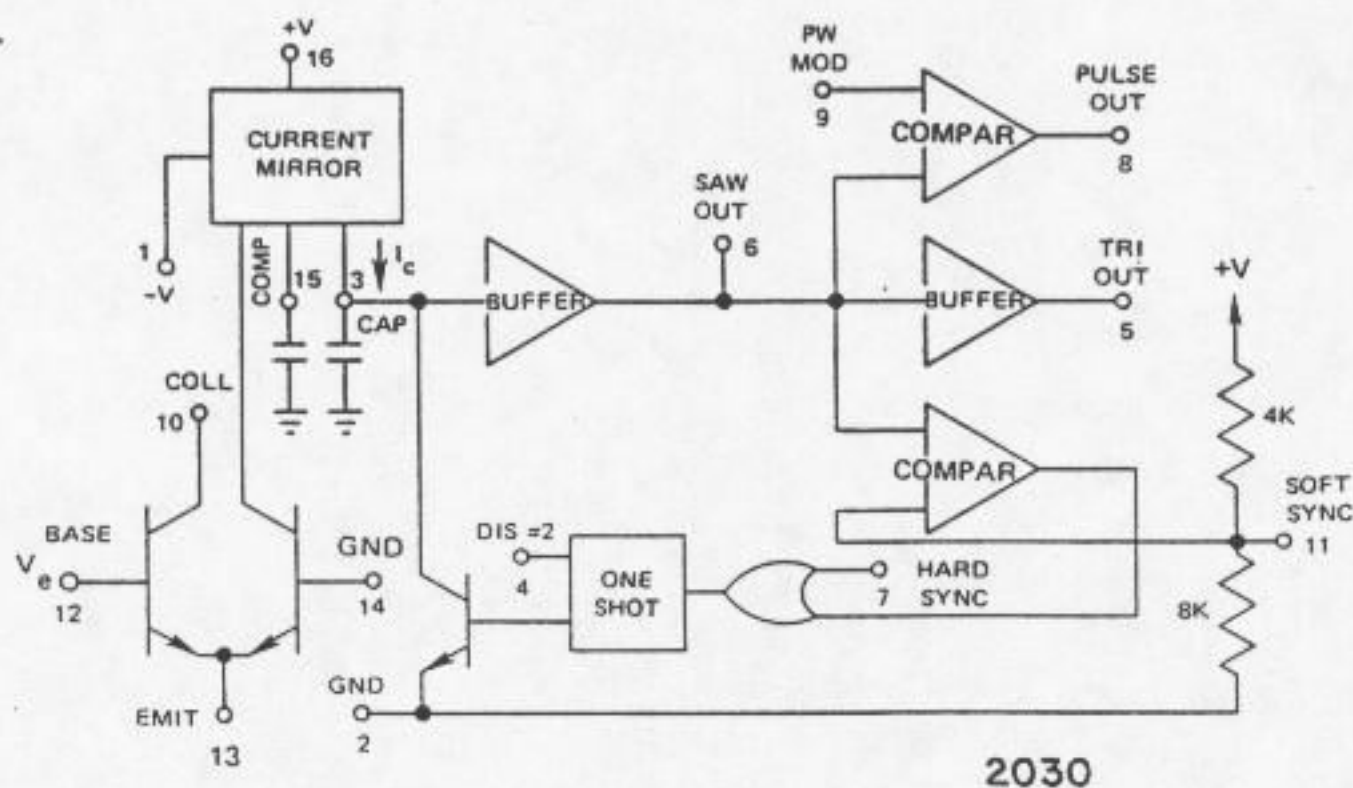 +V
16
CURRENT
MIRROR
1
-V
COMP
15
3
I_c
CAP
BUFFER
SAW
OUT
6
PW
MOD
9
COMPAR
PULSE
OUT
8
BUFFER
TRI
OUT
5
+V
4K
COMPAR
SOFT
SYNC
11
8K
COLL
10
BASE
V_e
12
GND
14
DIS =2
4
ONE
SHOT
7
HARD
SYNC
EMIT
13
GND
2
2030